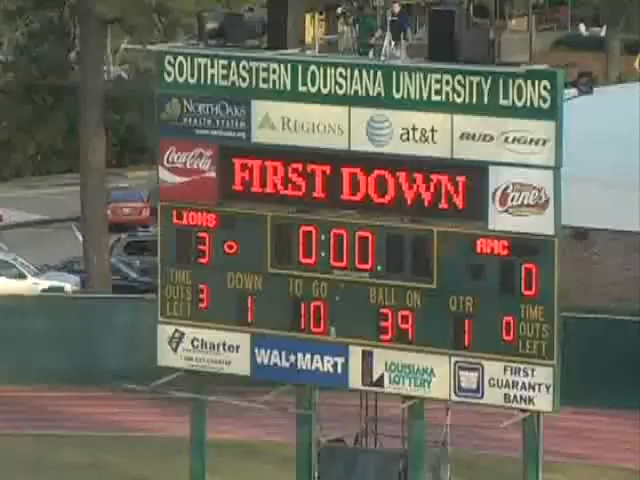 SOUTHEASTERN LOUISIANA UNIVERSITY LIONS
NORTHOAKS
HEALTH SYSTEM
REGIONS
at&t
BUD LIGHT
Coca-Cola
FIRST DOWN
Cane's
LIONS
3
0:00
AMC
0
TIME OUTS LEFT 3
DOWN 1
TO GO 10
BALL ON 39
QTR 1
0 TIME OUTS LEFT
Charter
WAL★MART
LOUISIANA LOTTERY
FIRST GUARANTY BANK